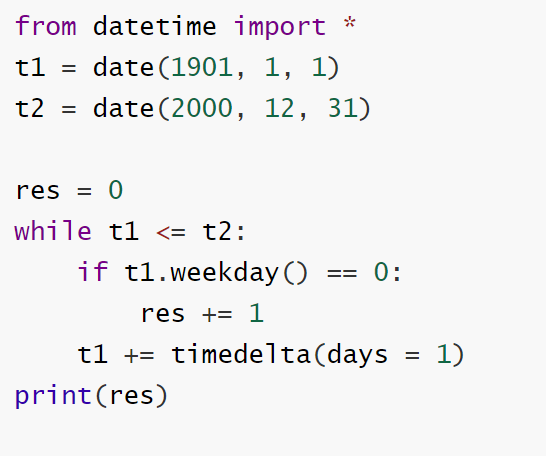 from datetime import *
t1 = date(1901, 1, 1)
t2 = date(2000, 12, 31)

res = 0
while t1 <= t2:
    if t1.weekday() == 0:
        res += 1
    t1 += timedelta(days = 1)
print(res)